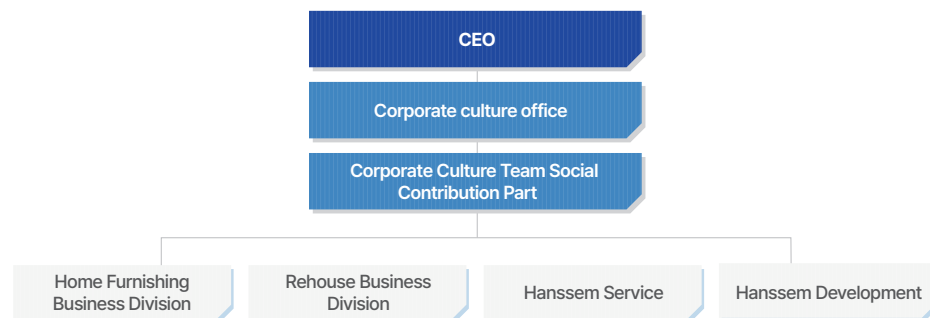 CEO
Corporate culture office
Corporate Culture Team Social
Contribution Part
Home Furnishing
Business Division
Rehouse Business
Division
Hanssem Service
Hanssem Development